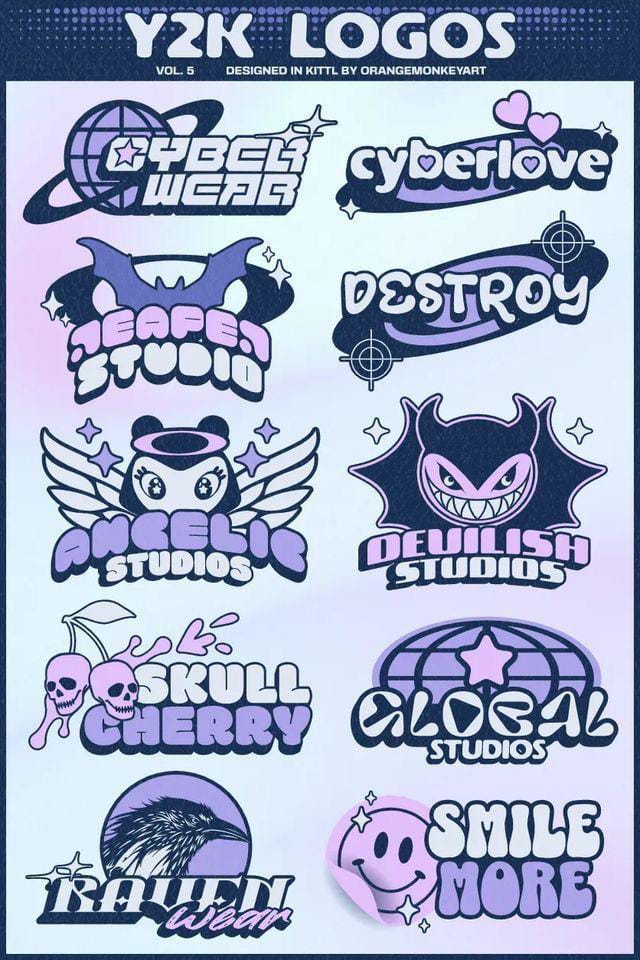 Y2K LOGOS
VOL. 5 DESIGNED IN KITTL BY ORANGEMONKEYART
CYBER
WEAR
cyberlove
REAPER
STUDIO
DESTROY
ANGELIC
STUDIOS
DEVILISH
STUDIOS
SKULL
CHERRY
GLOBAL
STUDIOS
RAVEN
wear
SMILE
MORE